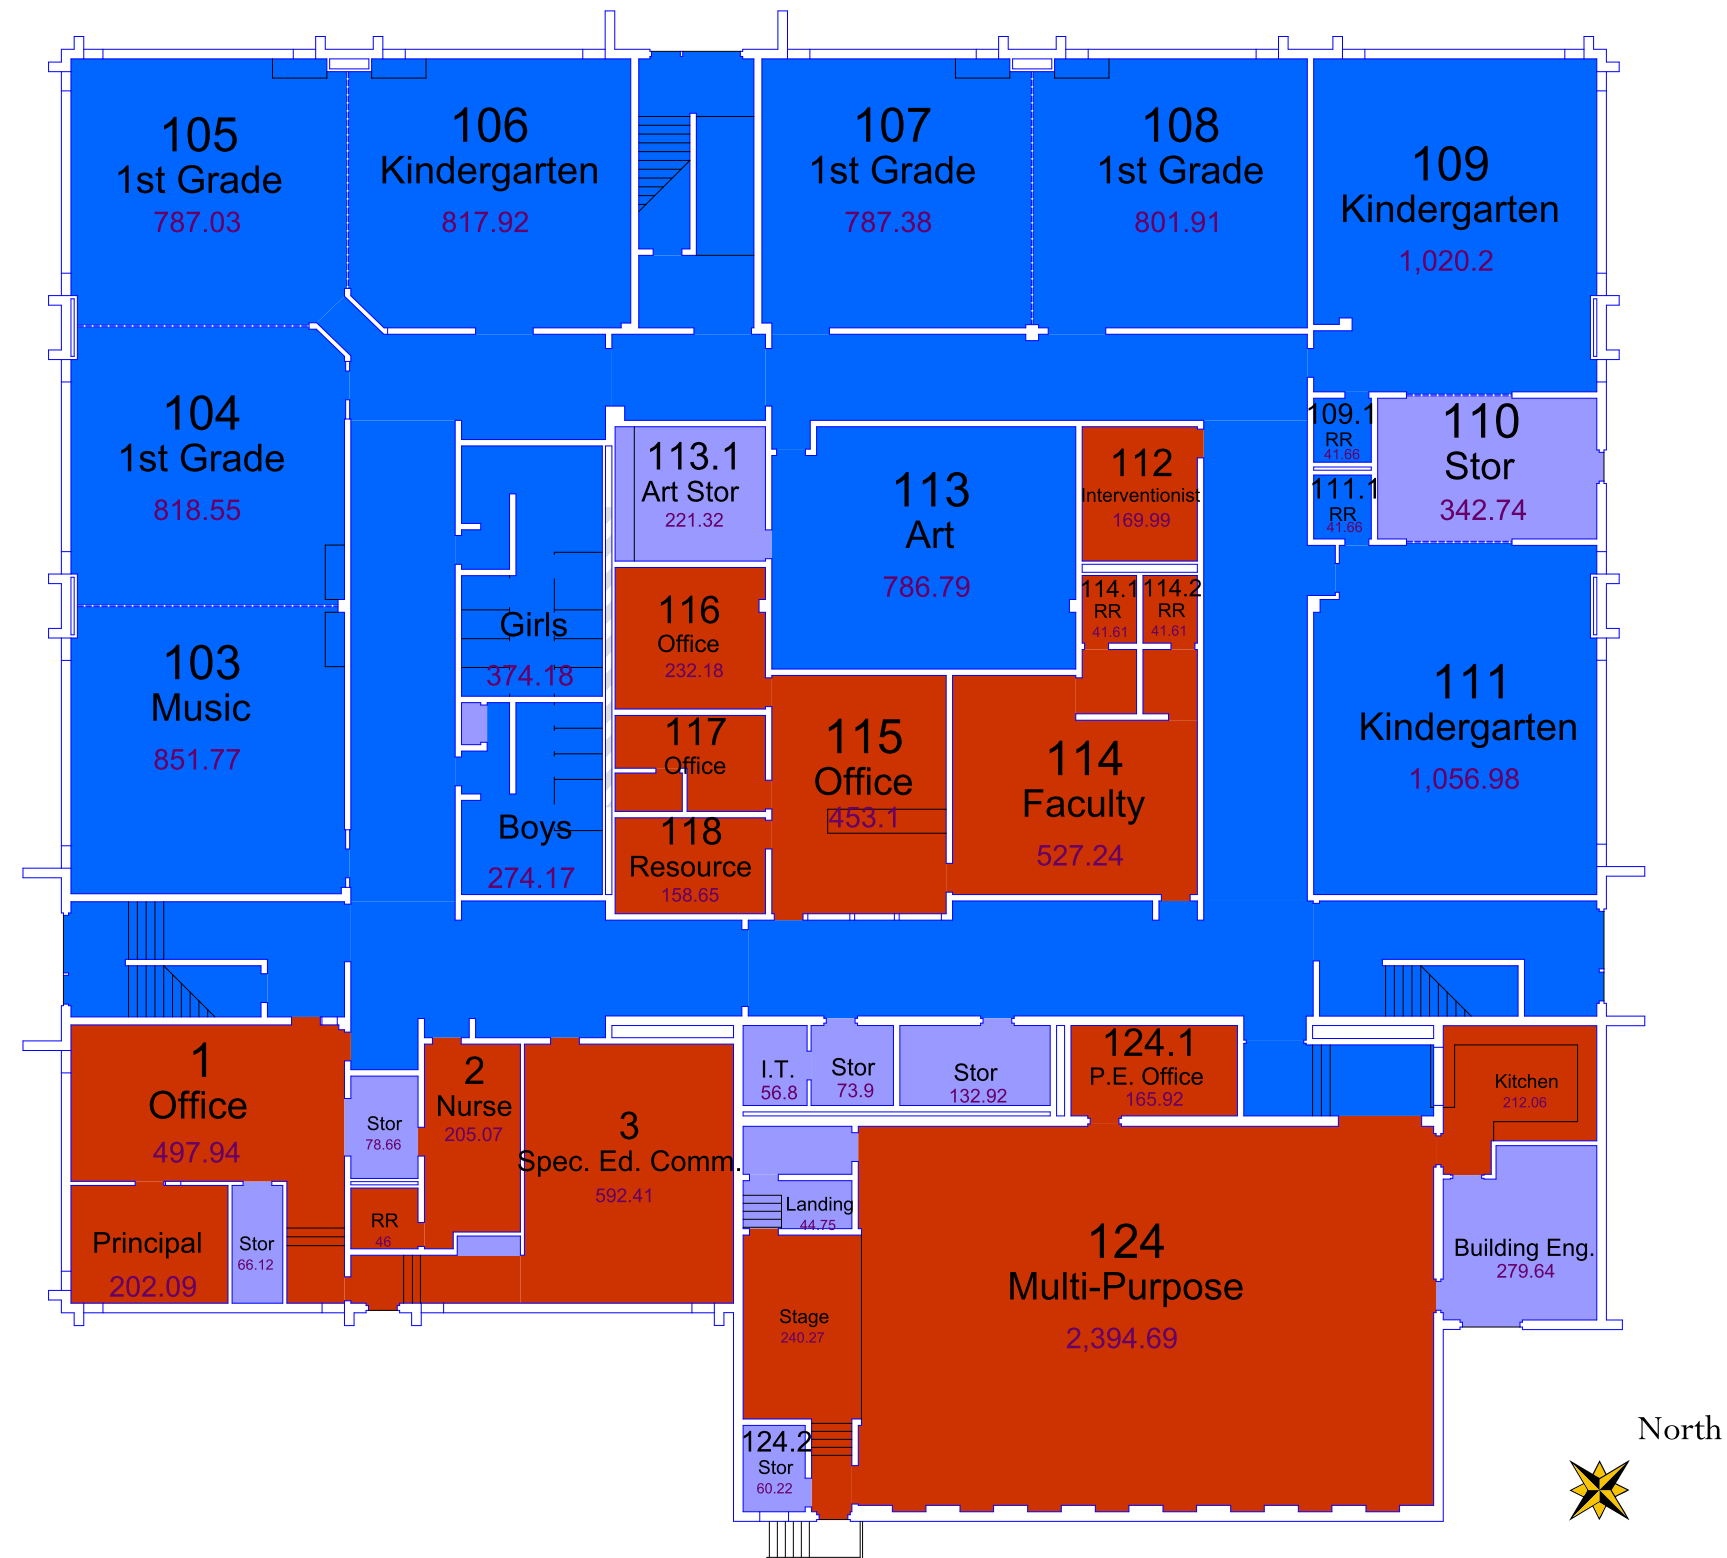 105
1st Grade
787.03
106
Kindergarten
817.92
107
1st Grade
787.38
108
1st Grade
801.91
109
Kindergarten
1,020.2
104
1st Grade
818.55
113.1
Art Stor
221.32
113
Art
786.79
112
Interventionist
169.99
109.1
RR
41.66
110
Stor
342.74
111.1
RR
41.66
103
Music
851.77
Girls
374.18
116
Office
232.18
114.1
RR
41.61
114.2
RR
41.61
111
Kindergarten
1,056.98
117
Office
115
Office
453.1
114
Faculty
527.24
Boys
274.17
118
Resource
158.65
1
Office
497.94
Stor
78.66
2
Nurse
205.07
3
Spec. Ed. Comm.
592.41
I.T.
56.8
Stor
73.9
Stor
132.92
124.1
P.E. Office
165.92
Kitchen
212.06
Principal
202.09
Stor
66.12
RR
46
Landing
44.75
124
Multi-Purpose
2,394.69
Building Eng.
279.64
Stage
240.27
124.2
Stor
60.22
North